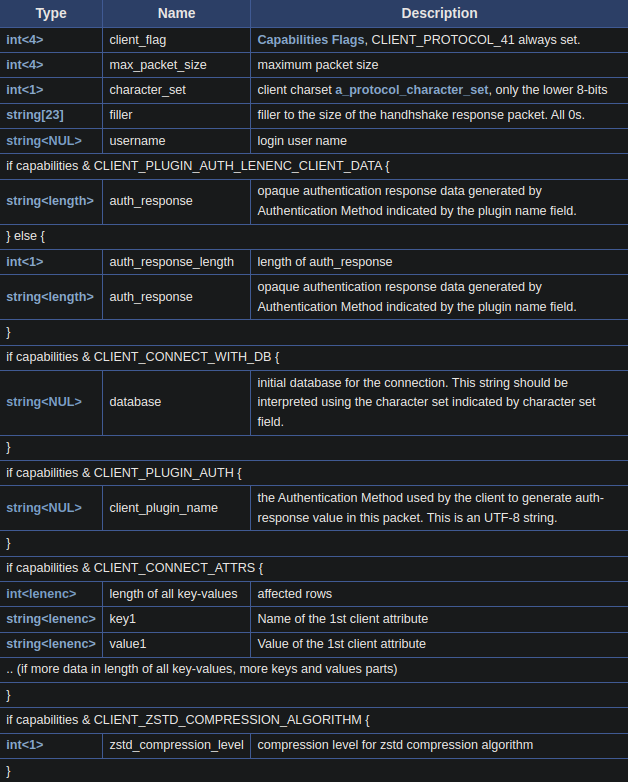 Type Name Description
int<4> client_flag Capabilities Flags, CLIENT_PROTOCOL_41 always set.
int<4> max_packet_size maximum packet size
int<1> character_set client charset a_protocol_character_set, only the lower 8-bits
string[23] filler filler to the size of the handhshake response packet. All 0s.
string<NUL> username login user name
if capabilities & CLIENT_PLUGIN_AUTH_LENENC_CLIENT_DATA {
string<length> auth_response opaque authentication response data generated by
Authentication Method indicated by the plugin name field.
} else {
int<1> auth_response_length length of auth_response
string<length> auth_response opaque authentication response data generated by
Authentication Method indicated by the plugin name field.
}
if capabilities & CLIENT_CONNECT_WITH_DB {
string<NUL> database initial database for the connection. This string should be
interpreted using the character set indicated by character set
field.
}
if capabilities & CLIENT_PLUGIN_AUTH {
string<NUL> client_plugin_name the Authentication Method used by the client to generate auth-
response value in this packet. This is an UTF-8 string.
}
if capabilities & CLIENT_CONNECT_ATTRS {
int<lenenc> length of all key-values affected rows
string<lenenc> key1 Name of the 1st client attribute
string<lenenc> value1 Value of the 1st client attribute
.. (if more data in length of all key-values, more keys and values parts)
}
if capabilities & CLIENT_ZSTD_COMPRESSION_ALGORITHM {
int<1> zstd_compression_level compression level for zstd compression algorithm
}